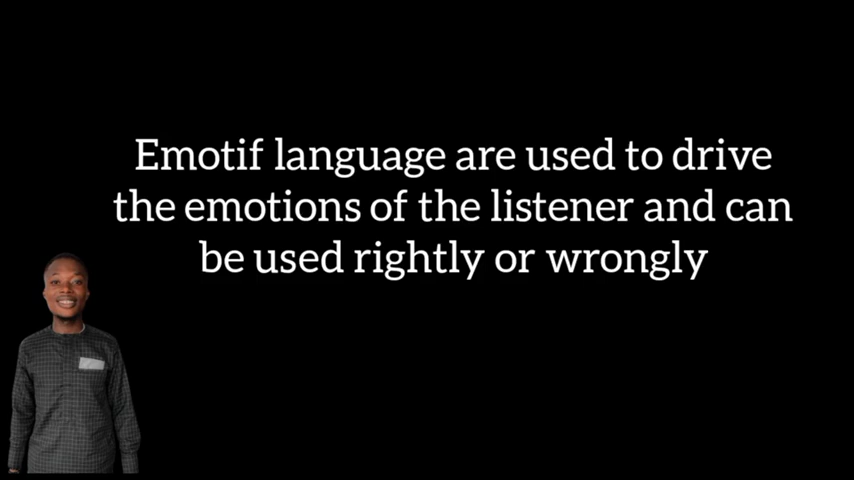 Emotif language are used to drive
the emotions of the listener and can
be used rightly or wrongly